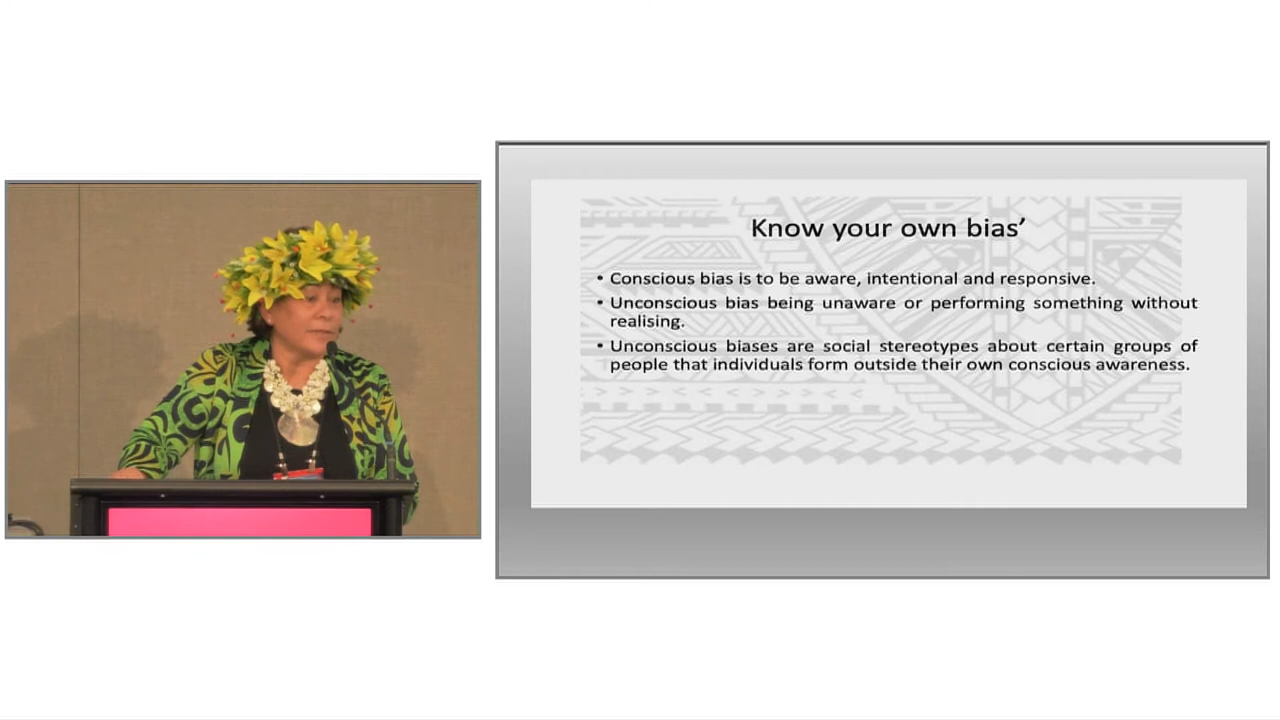 Know your own bias’
• Conscious bias is to be aware, intentional and responsive.
• Unconscious bias being unaware or performing something without
realising.
• Unconscious biases are social stereotypes about certain groups of
people that individuals form outside their own conscious awareness.